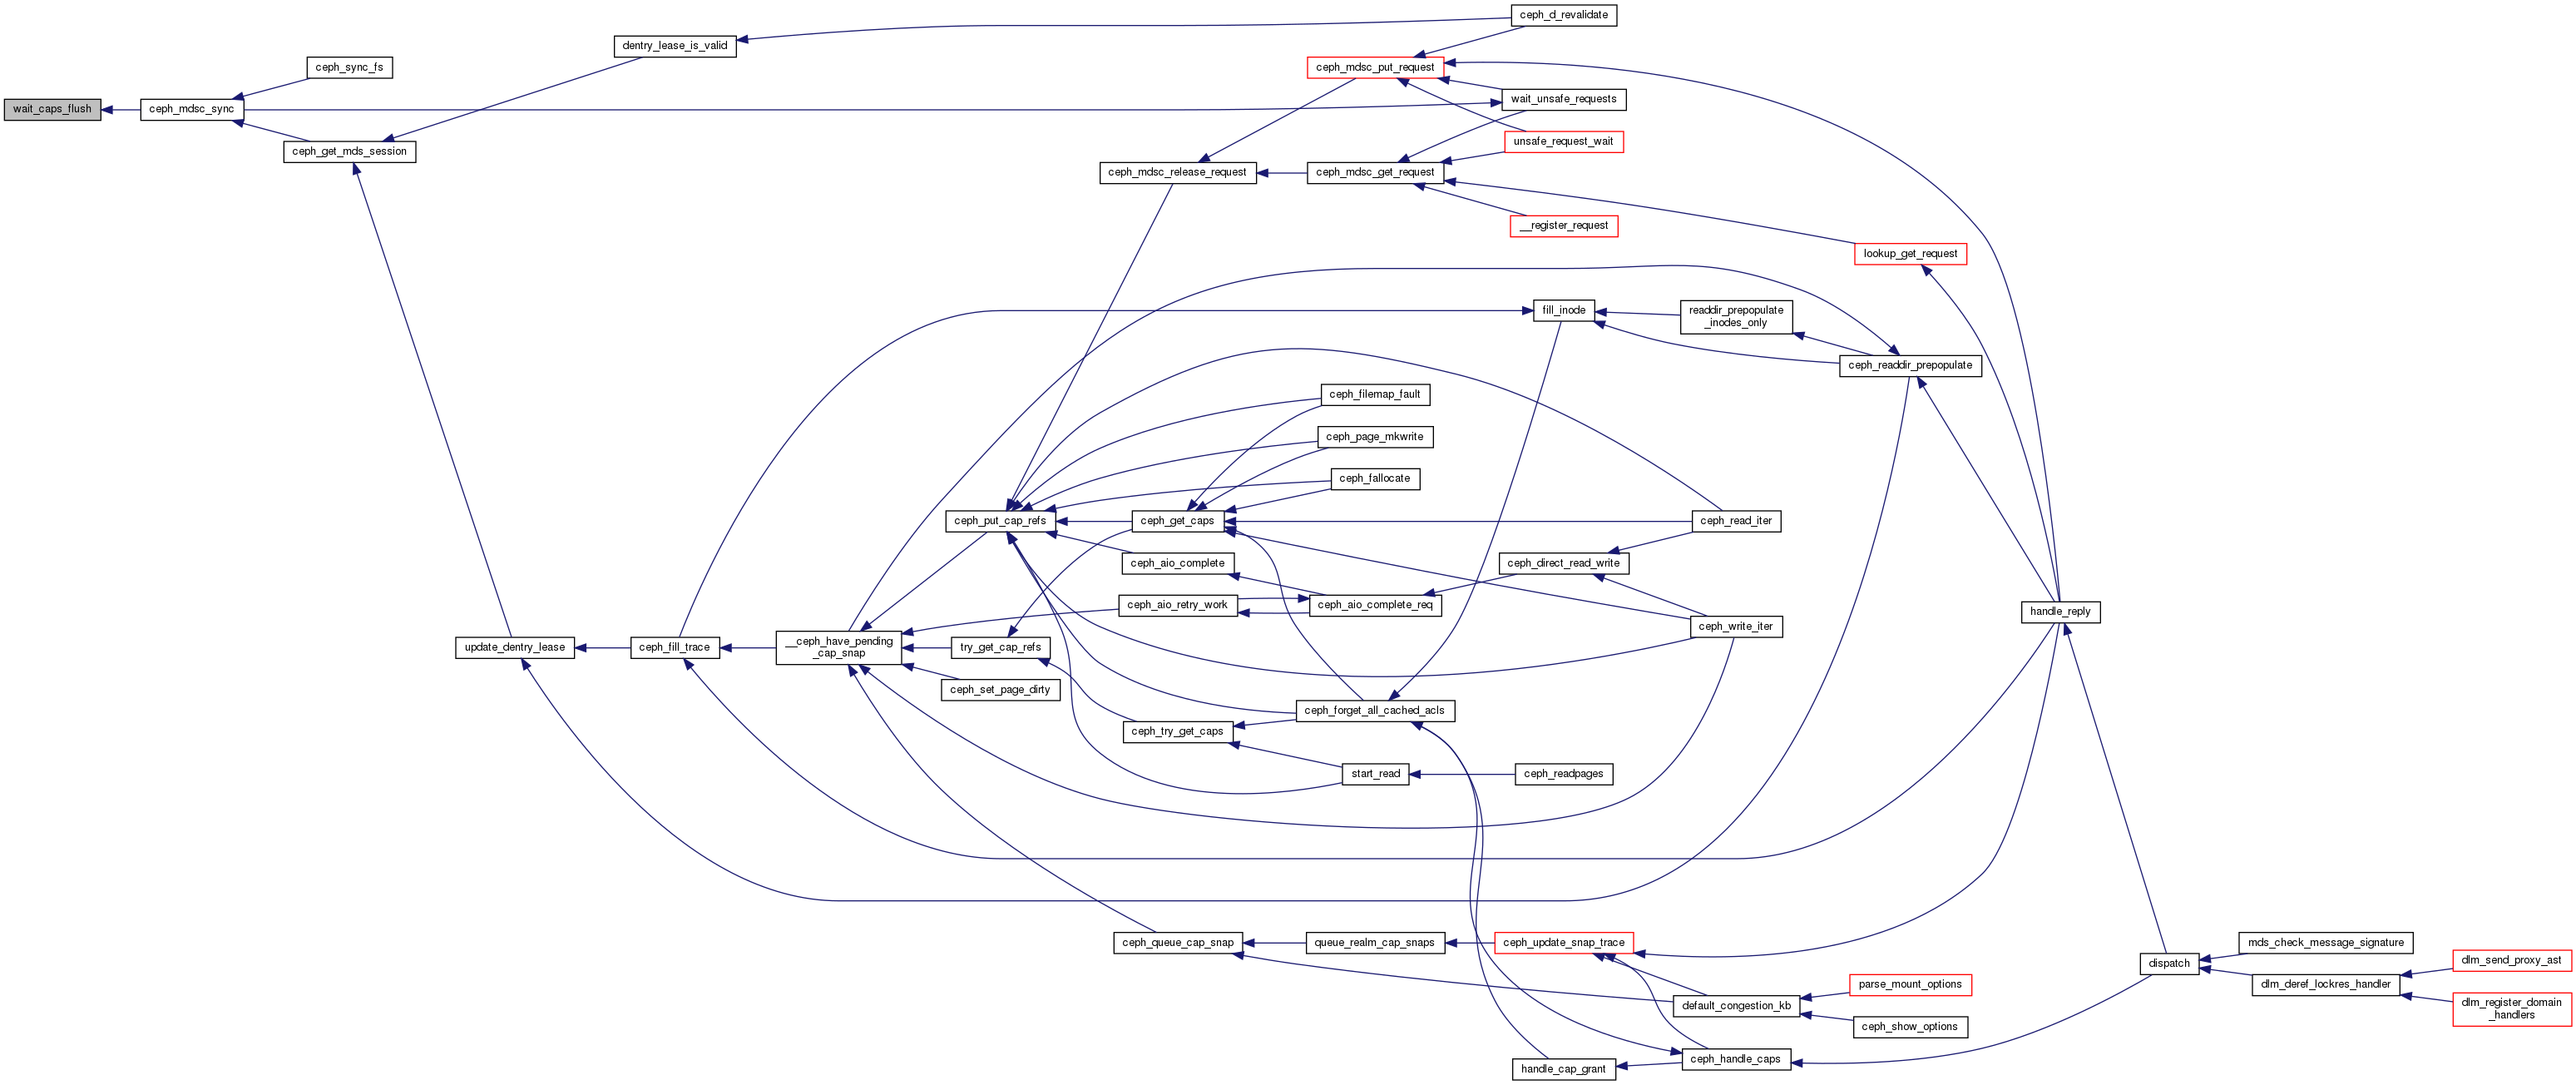 ceph_d_revalidate
dentry_lease_is_valid
ceph_sync_fs
ceph_mdsc_put_request
wait_caps_flush
ceph_mdsc_sync
wait_unsafe_requests
unsafe_request_wait
ceph_get_mds_session
ceph_mdsc_release_request
ceph_mdsc_get_request
__register_request
lookup_get_request
fill_inode
readdir_prepopulate
_inodes_only
ceph_readdir_prepopulate
ceph_filemap_fault
ceph_page_mkwrite
ceph_fallocate
ceph_put_cap_refs
ceph_get_caps
ceph_read_iter
ceph_aio_complete
ceph_direct_read_write
ceph_aio_retry_work
ceph_aio_complete_req
handle_reply
ceph_write_iter
update_dentry_lease
ceph_fill_trace
__ceph_have_pending
_cap_snap
try_get_cap_refs
ceph_set_page_dirty
ceph_forget_all_cached_acls
ceph_try_get_caps
start_read
ceph_readpages
ceph_queue_cap_snap
queue_realm_cap_snaps
ceph_update_snap_trace
mds_check_message_signature
dispatch
dlm_send_proxy_ast
dlm_deref_lockres_handler
parse_mount_options
default_congestion_kb
dlm_register_domain
_handlers
ceph_show_options
ceph_handle_caps
handle_cap_grant